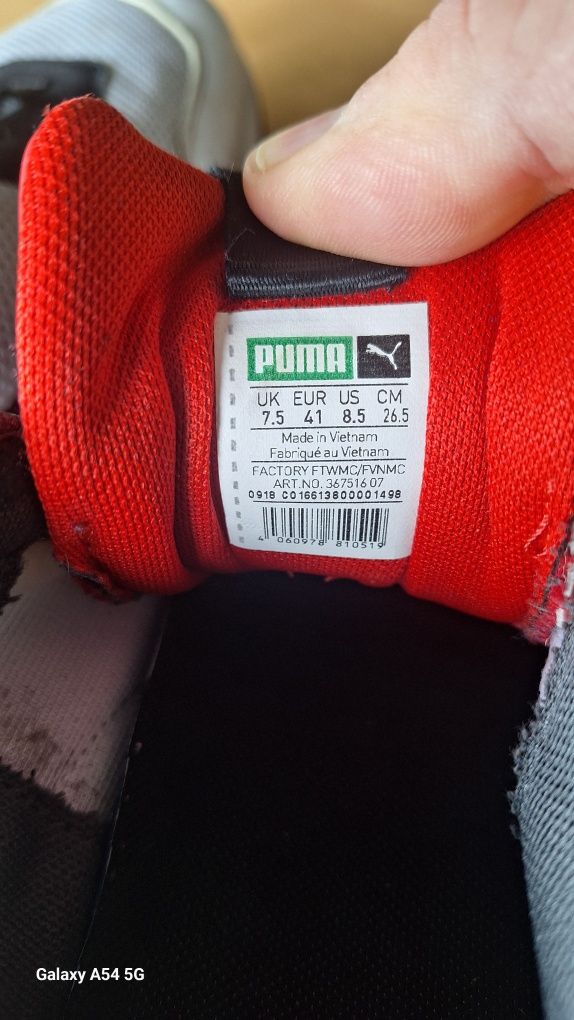 PUMA
UK EUR US CM
7.5 41 8.5 26.5
Made in Vietnam
Fabriqué au Vietnam
FACTORY FTWMC/FVNMC
ART.NO. 367516 07
0918 C016613800001498
4 060978 810519
Galaxy A54 5G